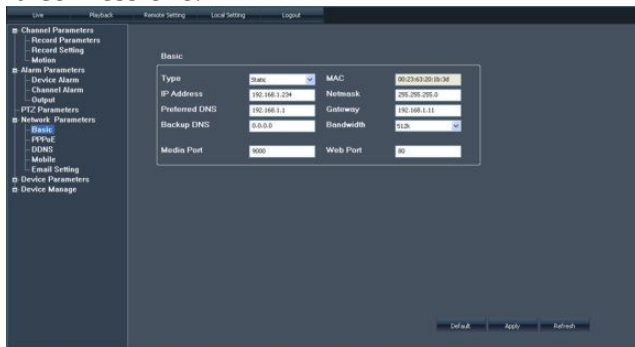 Live Playback Remote Setting Local Setting Logout
Channel Parameters
Record Parameters
Record Setting
Motion
Alarm Parameters
Device Alarm
Channel Alarm
Output
PTZ Parameters
Network Parameters
Basic
PPPoE
DDNS
Mobile
Email Setting
Device Parameters
Device Manage
Basic
Type Static MAC 00:23:63:20:1b:3d
IP Address 192.168.1.234 Netmask 255.255.255.0
Preferred DNS 192.168.1.1 Gateway 192.168.1.11
Backup DNS 0.0.0.0 Bandwidth 512k
Media Port 9000 Web Port 80
Default Apply Refresh